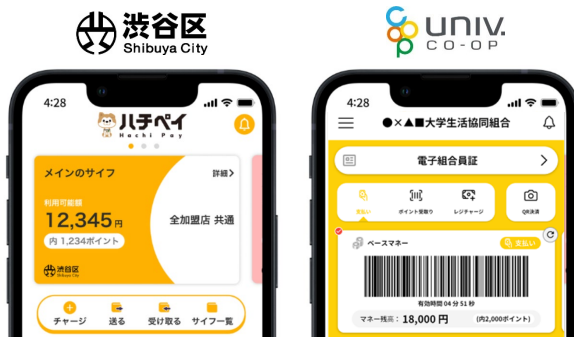 渋谷区
Shibuya City
UNIV.
CO-OP
4:28
ハチペイ
Hachi Pay
メインのサイフ
詳細
利用可能額
12,345円
内 1,234ポイント
全加盟店 共通
渋谷区
Shibuya City
チャージ
送る
受け取る
サイフ一覧
4:28
●×▲■大学生活協同組合
電子組合員証
支払い
ポイント受取り
レジチャージ
QR決済
ベースマネー
支払い
有効時間 04 分 51 秒
マネー残高：18,000 円
(内2,000ポイント)